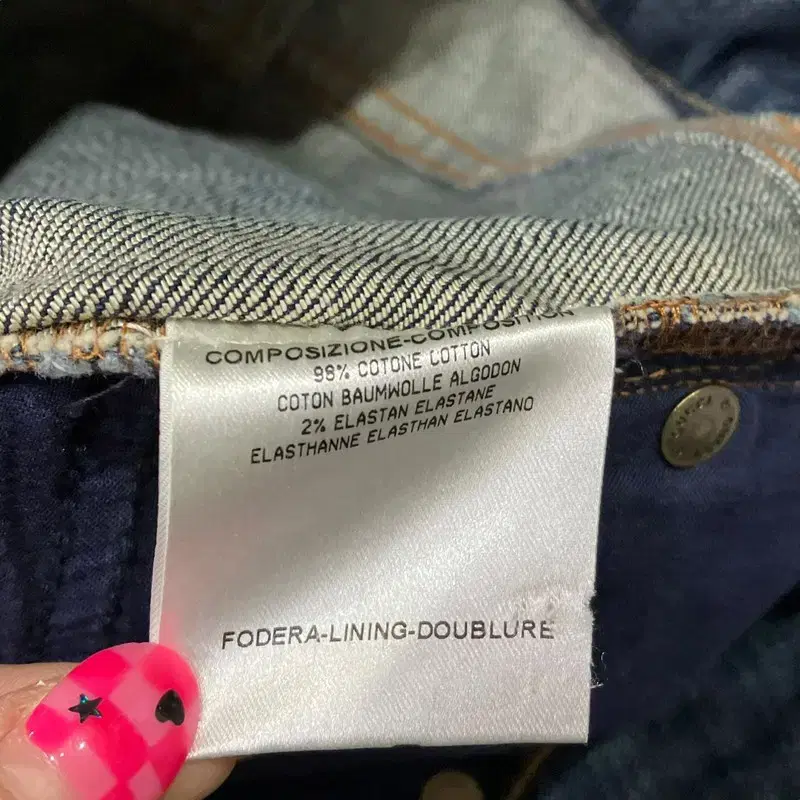 COMPOSIZIONE-COMPOSITION
98% COTONE COTTON
COTON BAUMWOLLE ALGODON
2% ELASTAN ELASTANE
ELASTHANNE ELASTHAN ELASTANO
FODERA-LINING-DOUBLURE